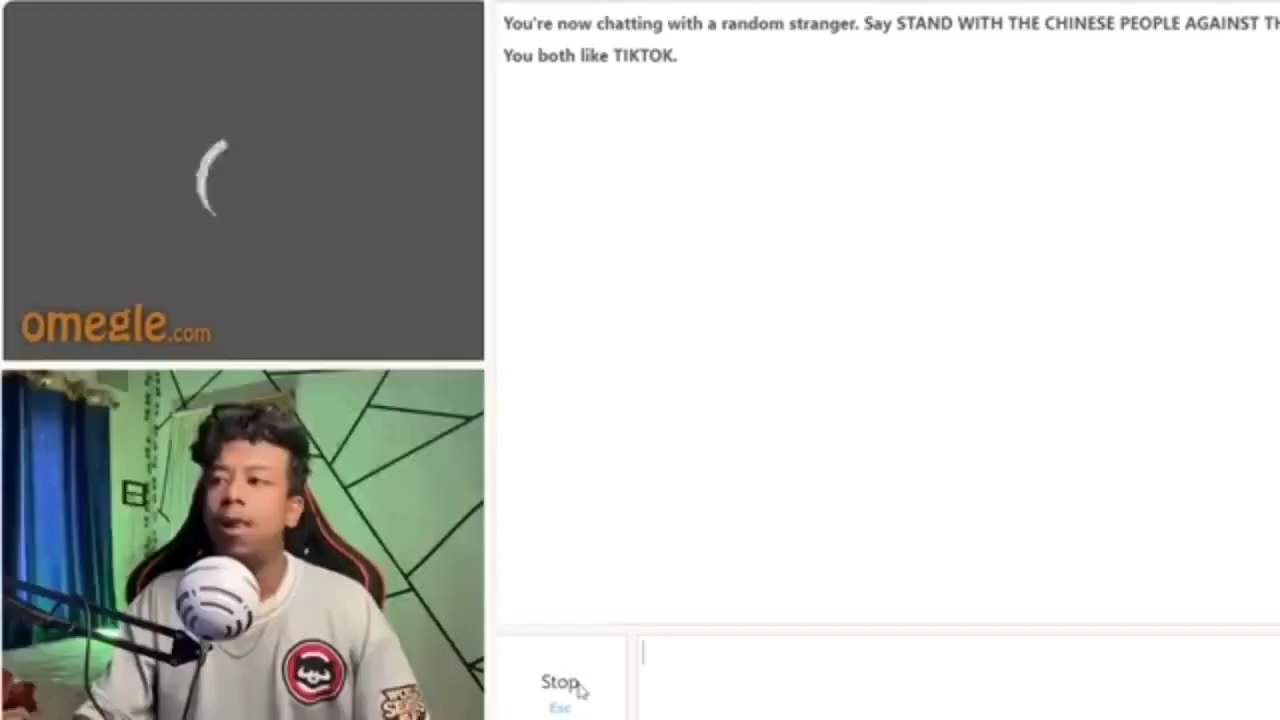 You're now chatting with a random stranger. Say STAND WITH THE CHINESE PEOPLE AGAINST TH
You both like TIKTOK.
omegle.com
Stop
Esc